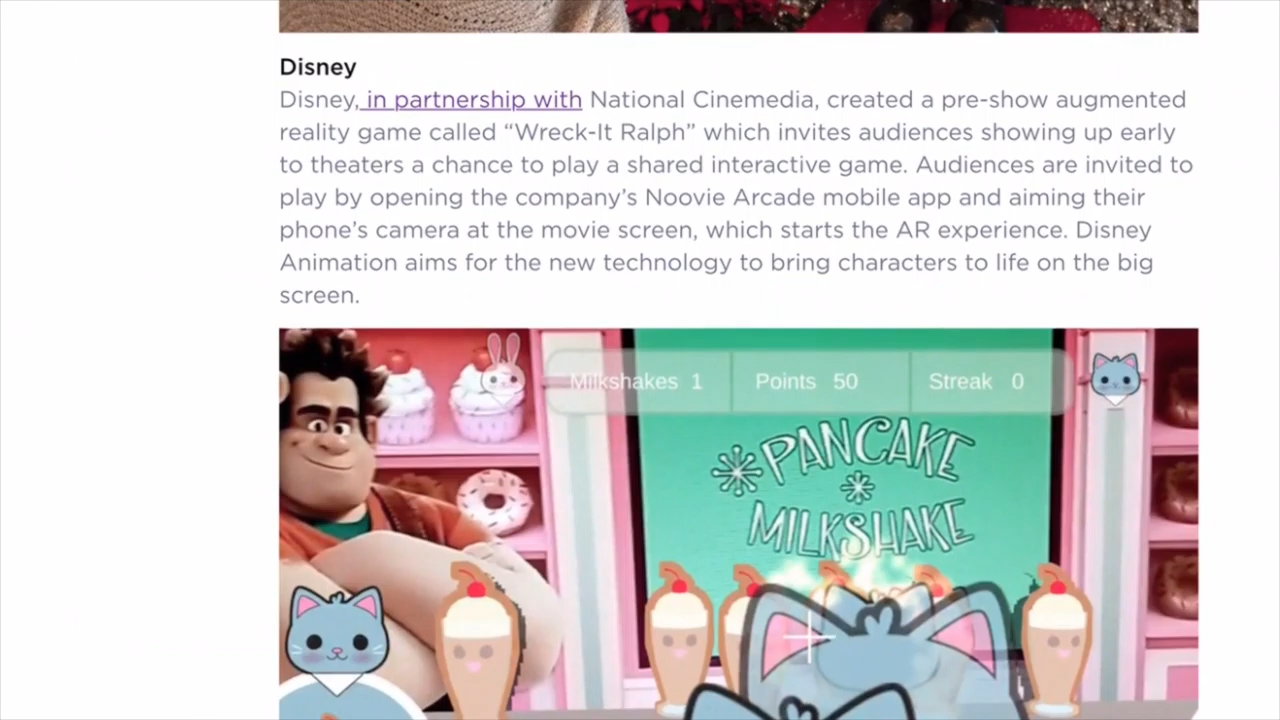 Disney
Disney, in partnership with National Cinemedia, created a pre-show augmented
reality game called “Wreck-It Ralph” which invites audiences showing up early
to theaters a chance to play a shared interactive game. Audiences are invited to
play by opening the company’s Noovie Arcade mobile app and aiming their
phone’s camera at the movie screen, which starts the AR experience. Disney
Animation aims for the new technology to bring characters to life on the big
screen.
Milkshakes 1 Points 50 Streak 0
PANCAKE
MILKSHAKE